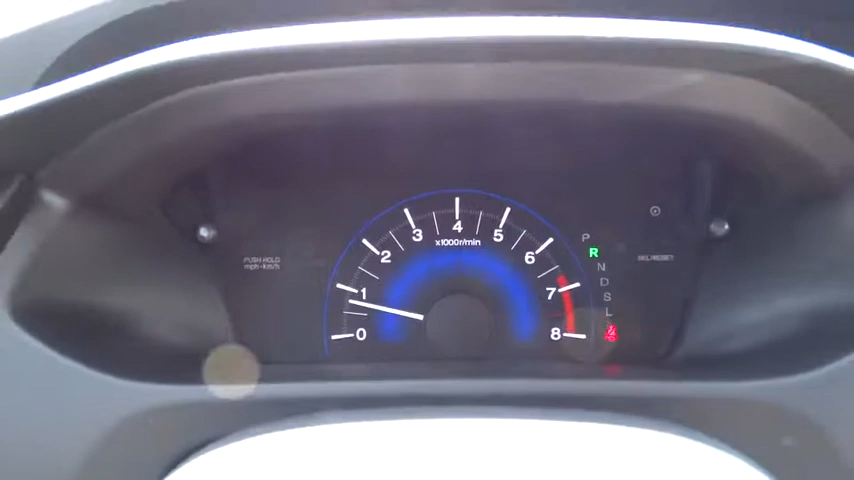 4
3
5
x1000r/min
2
6
1
7
0
8
PUSH HOLD
mph-km/h
SEL/RESET
P
R
N
D
S
L